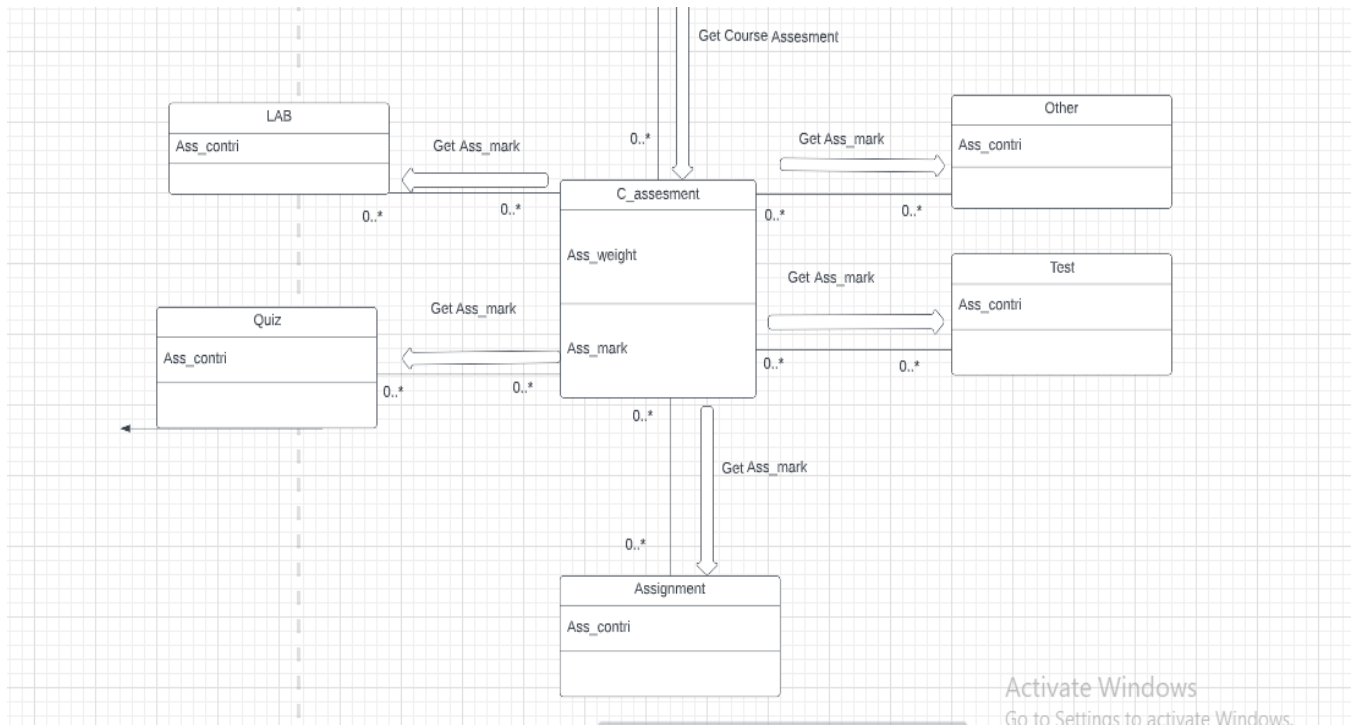 Get Course Assesment
LAB
Ass_contri
Get Ass_mark
0..*
Get Ass_mark
Other
Ass_contri
0..*
0..*
C_assesment
0..*
0..*
Ass_weight
Ass_mark
Get Ass_mark
Test
Ass_contri
Quiz
Ass_contri
Get Ass_mark
0..*
0..*
0..*
0..*
0..*
Get Ass_mark
0..*
Assignment
Ass_contri
Activate Windows
Go to Settings to activate Windows.